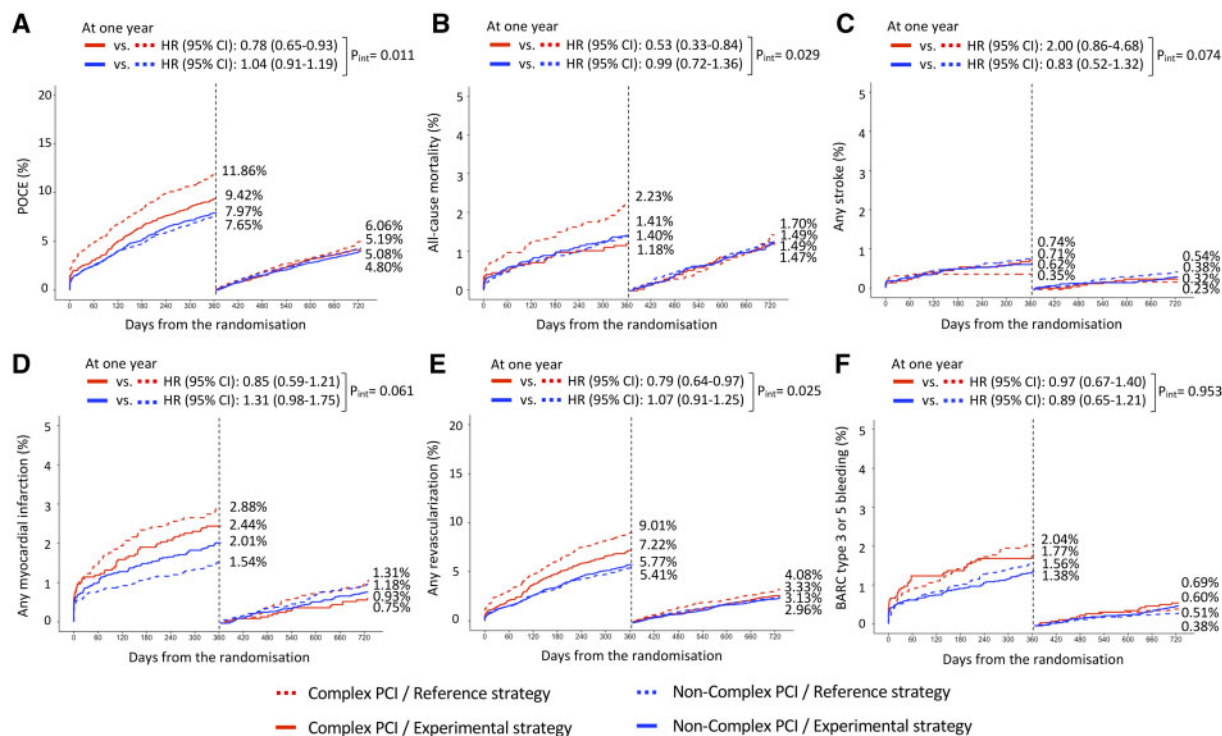 A
At one year
vs. HR (95% CI): 0.78 (0.65-0.93)
vs. HR (95% CI): 1.04 (0.91-1.19)
Pint= 0.011
POCE (%)
20
15
10
5
0
11.86%
9.42%
7.97%
7.65%
6.06%
5.19%
5.08%
4.80%
0 60 120 180 240 300 360 420 480 540 600 660 720
Days from the randomisation
B
At one year
vs. HR (95% CI): 0.53 (0.33-0.84)
vs. HR (95% CI): 0.99 (0.72-1.36)
Pint= 0.029
All-cause mortality (%)
5
4
3
2
1
0
2.23%
1.41%
1.40%
1.18%
1.70%
1.49%
1.49%
1.47%
0 60 120 180 240 300 360 420 480 540 600 660 720
Days from the randomisation
C
At one year
vs. HR (95% CI): 2.00 (0.86-4.68)
vs. HR (95% CI): 0.83 (0.52-1.32)
Pint= 0.074
Any stroke (%)
5
4
3
2
1
0
0.74%
0.71%
0.62%
0.35%
0.54%
0.38%
0.32%
0.23%
0 60 120 180 240 300 360 420 480 540 600 660 720
Days from the randomisation
D
At one year
vs. HR (95% CI): 0.85 (0.59-1.21)
vs. HR (95% CI): 1.31 (0.98-1.75)
Pint= 0.061
Any myocardial infarction (%)
5
4
3
2
1
0
2.88%
2.44%
2.01%
1.54%
1.31%
1.18%
0.93%
0.75%
0 60 120 180 240 300 360 420 480 540 600 660 720
Days from the randomisation
E
At one year
vs. HR (95% CI): 0.79 (0.64-0.97)
vs. HR (95% CI): 1.07 (0.91-1.25)
Pint= 0.025
Any revascularization (%)
20
15
10
5
0
9.01%
7.22%
5.77%
5.41%
4.08%
3.33%
3.13%
2.96%
0 60 120 180 240 300 360 420 480 540 600 660 720
Days from the randomisation
F
At one year
vs. HR (95% CI): 0.97 (0.67-1.40)
vs. HR (95% CI): 0.89 (0.65-1.21)
Pint= 0.953
BARC type 3 or 5 bleeding (%)
5
4
3
2
1
0
2.04%
1.77%
1.56%
1.38%
0.69%
0.60%
0.51%
0.38%
0 60 120 180 240 300 360 420 480 540 600 660 720
Days from the randomisation
Complex PCI / Reference strategy
Non-Complex PCI / Reference strategy
Complex PCI / Experimental strategy
Non-Complex PCI / Experimental strategy